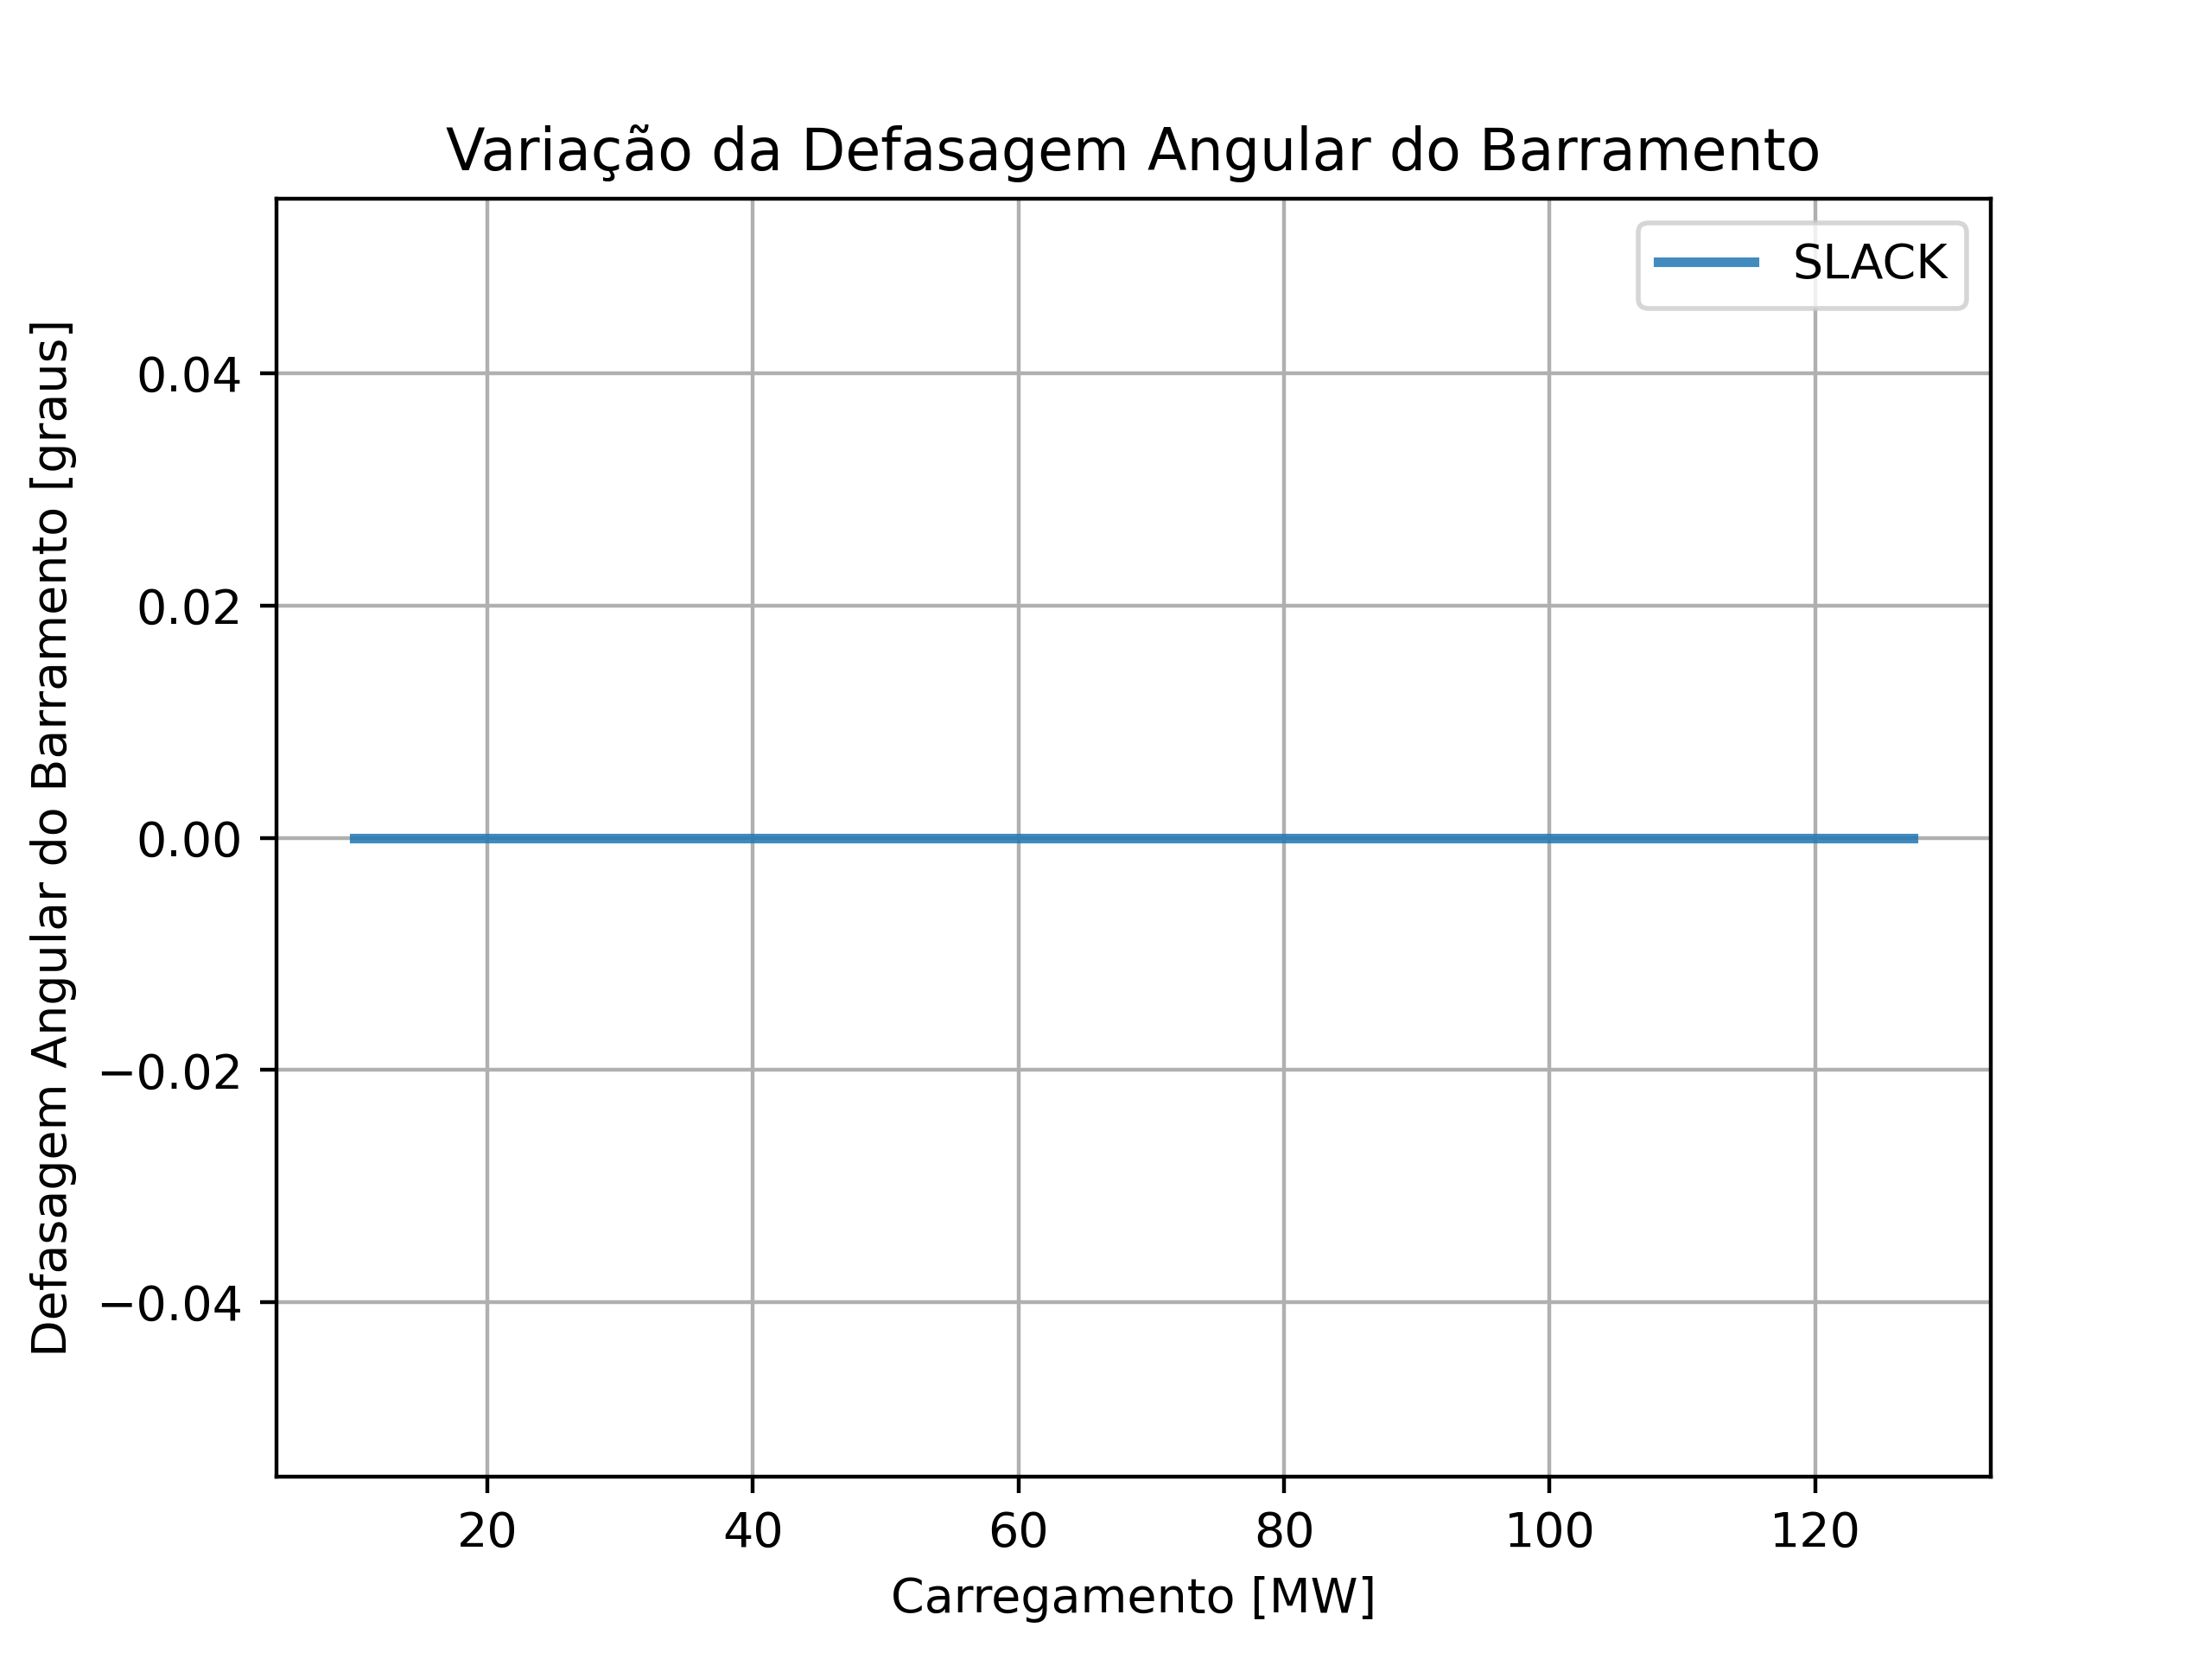 Variação da Defasagem Angular do Barramento
SLACK
Defasagem Angular do Barramento [graus]
0.04
0.02
0.00
−0.02
−0.04
20 40 60 80 100 120
Carregamento [MW]